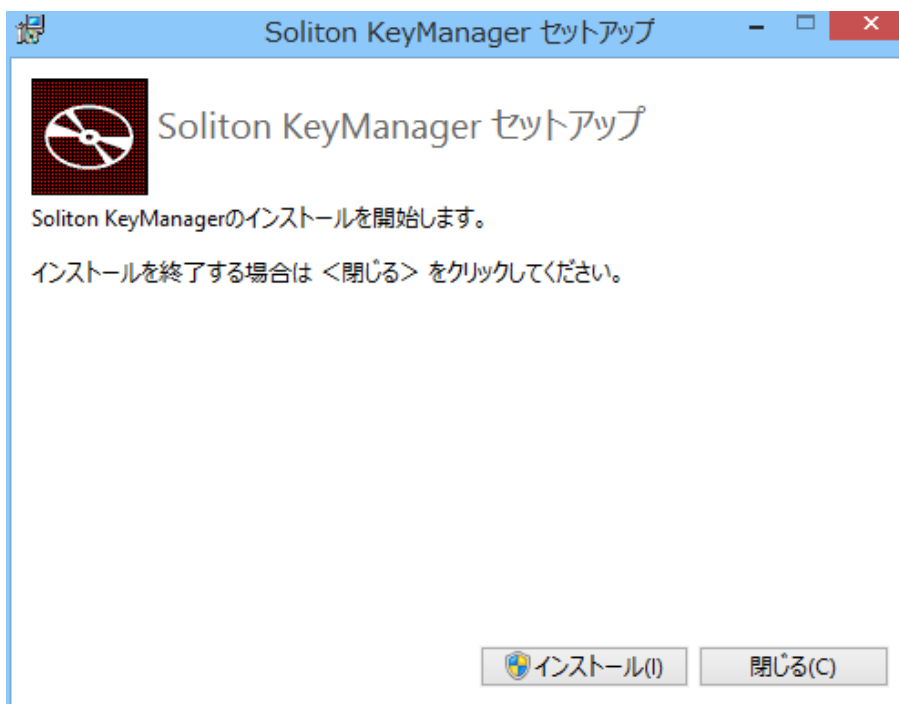 Soliton KeyManager セットアップ
Soliton KeyManager セットアップ
Soliton KeyManagerのインストールを開始します。
インストールを終了する場合は <閉じる> をクリックしてください。
インストール(I)
閉じる(C)